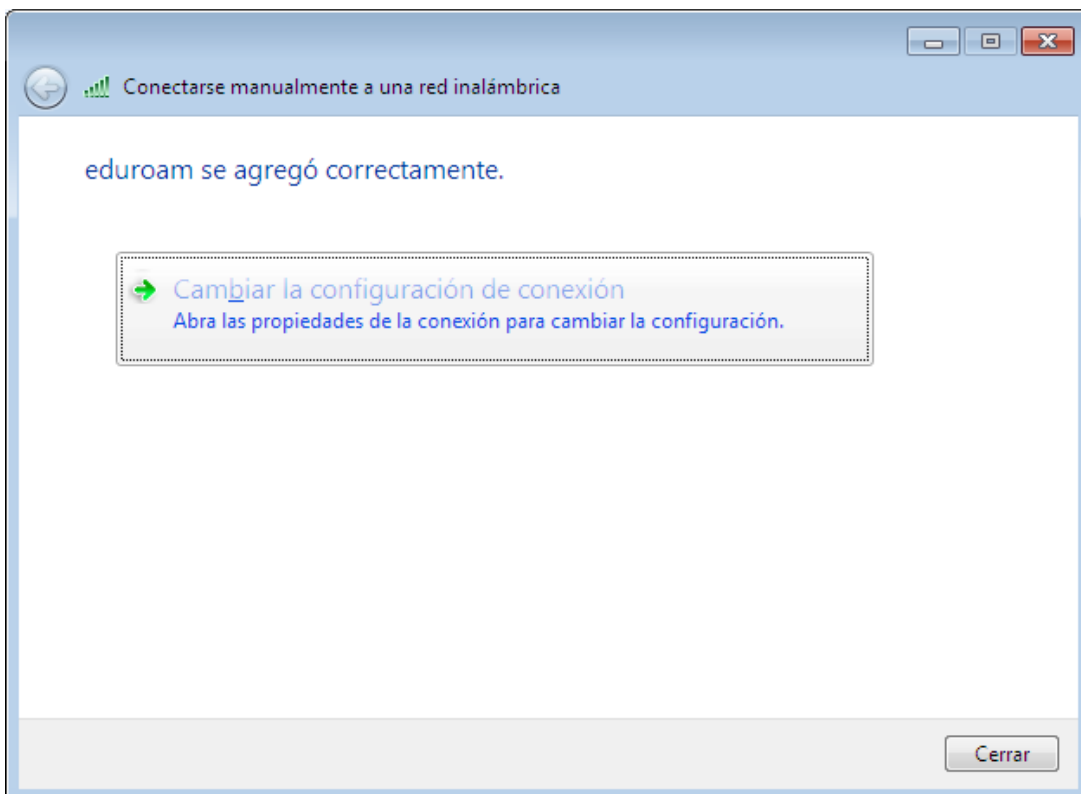 Conectarse manualmente a una red inalámbrica
eduroam se agregó correctamente.
Cambiar la configuración de conexión
Abra las propiedades de la conexión para cambiar la configuración.
Cerrar